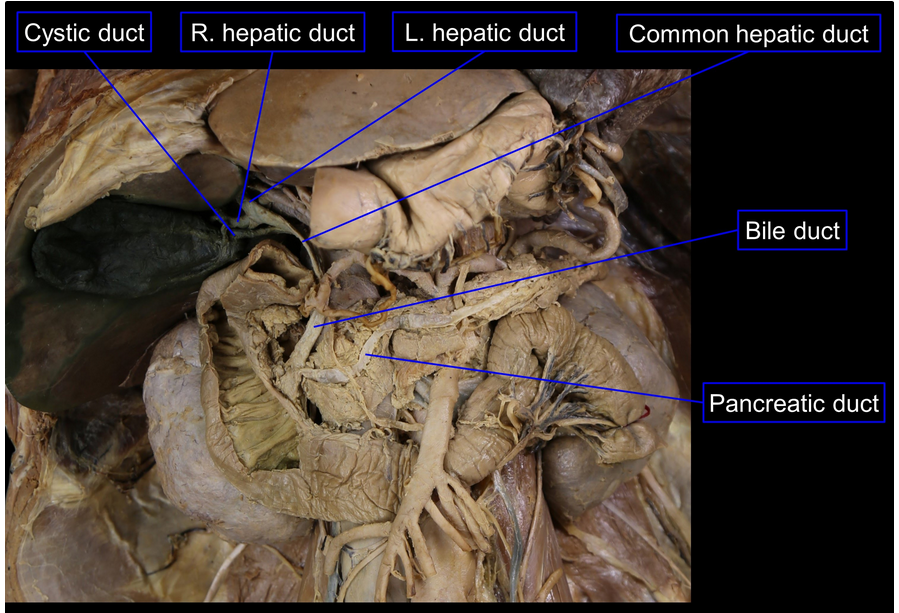 Cystic duct
R. hepatic duct
L. hepatic duct
Common hepatic duct
Bile duct
Pancreatic duct